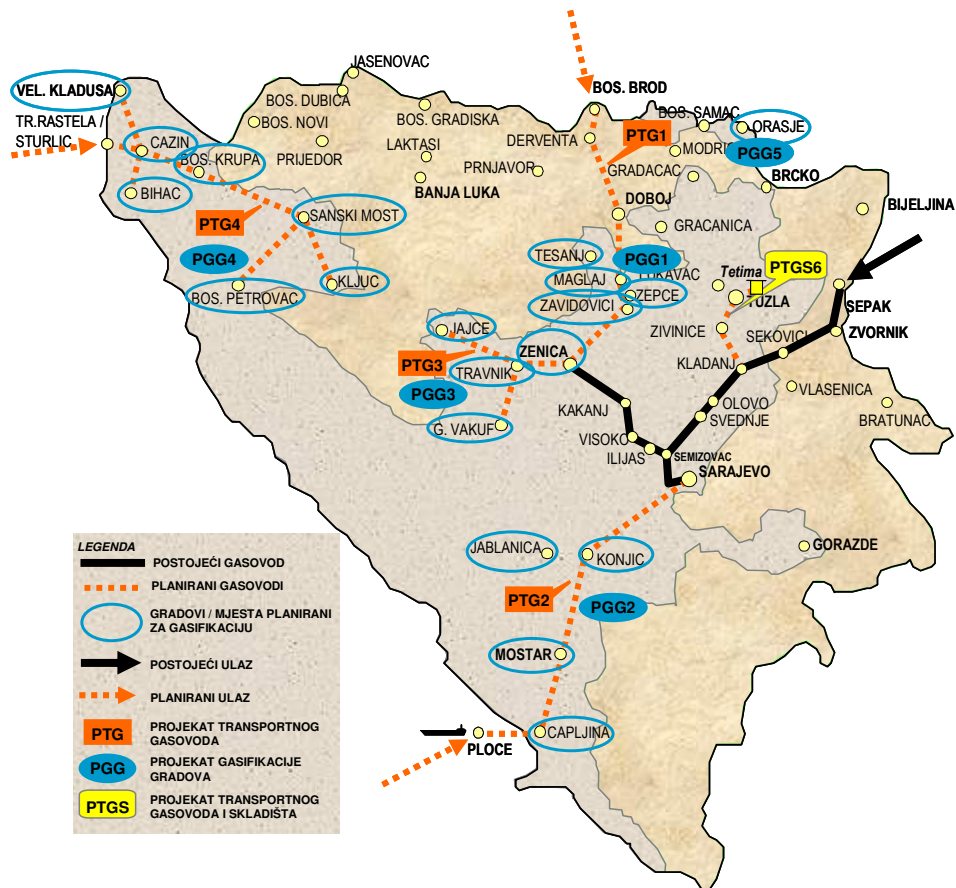 JASENOVAC
VEL. KLADUSA
BOS. DUBICA
BOS. BROD
TR.RASTELA /
STURLIC
BOS. NOVI
BOS. GRADISKA
DERVENTA
PTG1
BOS. SAMAC
ORASJE
CAZIN
BOS. KRUPA
PRIJEDOR
LAKTASI
PRNJAVOR
GRADACAC
MODRIC
PGG5
BRCKO
BIHAC
BANJA LUKA
DOBOJ
BIJELJINA
PTG4
SANSKI MOST
GRACANICA
PGG4
TESANJ
PGG1
LUKAVAC
Tetima
PTGS6
BOS. PETROVAC
KLJUC
MAGLAJ
ZEPCE
TUZLA
SEPAK
ZAVIDOVICI
JAJCE
ZENICA
ZIVINICE
SEKOVICI
ZVORNIK
PTG3
TRAVNIK
KLADANJ
PGG3
VLASENICA
KAKANJ
OLOVO
BRATUNAC
G. VAKUF
SVEDNJE
VISOKO
ILIJAS
SEMIZOVAC
SARAJEVO
JABLANICA
KONJIC
GORAZDE
PTG2
PGG2
MOSTAR
CAPLJINA
PLOCE
LEGENDA
POSTOJEĆI GASOVOD
PLANIRANI GASOVODI
GRADOVI / MJESTA PLANIRANI
ZA GASIFIKACIJU
POSTOJEĆI ULAZ
PLANIRANI ULAZ
PTG
PROJEKAT TRANSPORTNOG
GASOVODA
PGG
PROJEKAT GASIFIKACIJE
GRADOVA
PTGS
PROJEKAT TRANSPORTNOG
GASOVODA I SKLADIŠTA